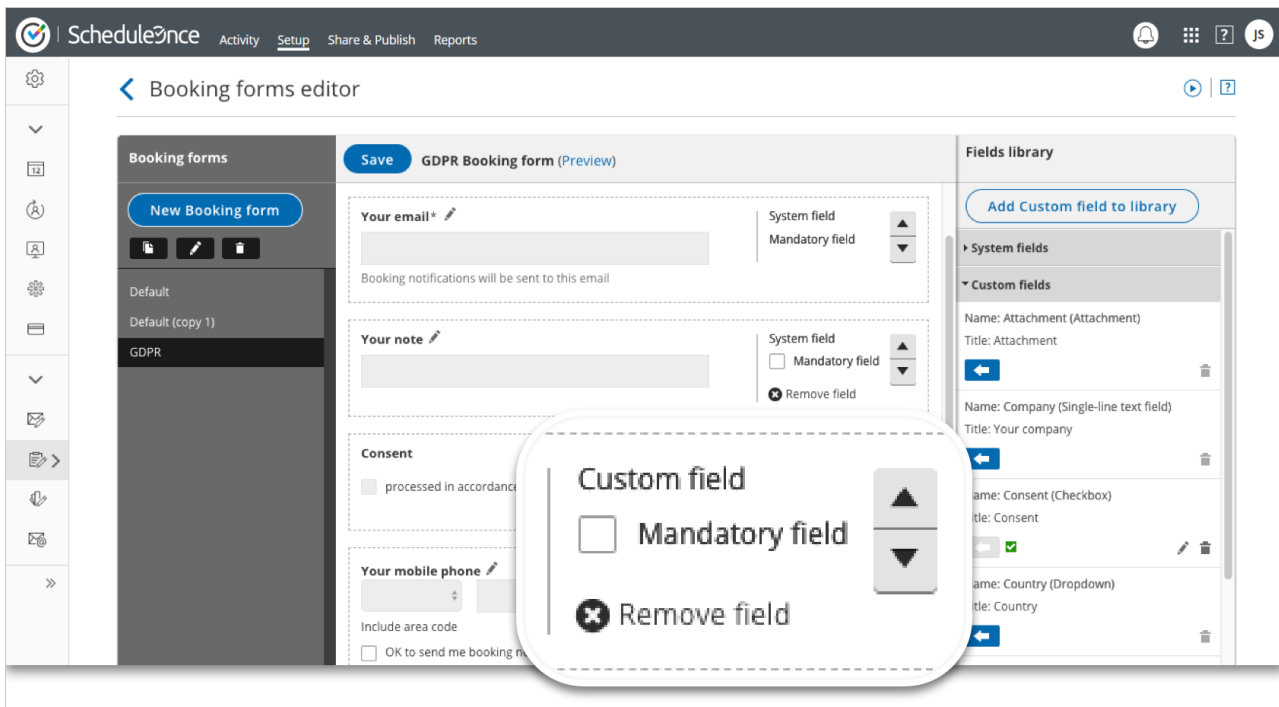 ScheduleOnce Activity Setup Share & Publish Reports
? JS
Booking forms editor
?
12
Booking forms
Save GDPR Booking form (Preview)
Fields library
New Booking form
Add Custom field to library
Default
Default (copy 1)
GDPR
Your email*
System field
Mandatory field
Booking notifications will be sent to this email
Your note
System field
Mandatory field
Remove field
Consent
processed in accordance
Your mobile phone
Include area code
OK to send me booking
Custom field
Mandatory field
Remove field
System fields
Custom fields
Name: Attachment (Attachment)
Title: Attachment
Name: Company (Single-line text field)
Title: Your company
ame: Consent (Checkbox)
itle: Consent
ame: Country (Dropdown)
itle: Country